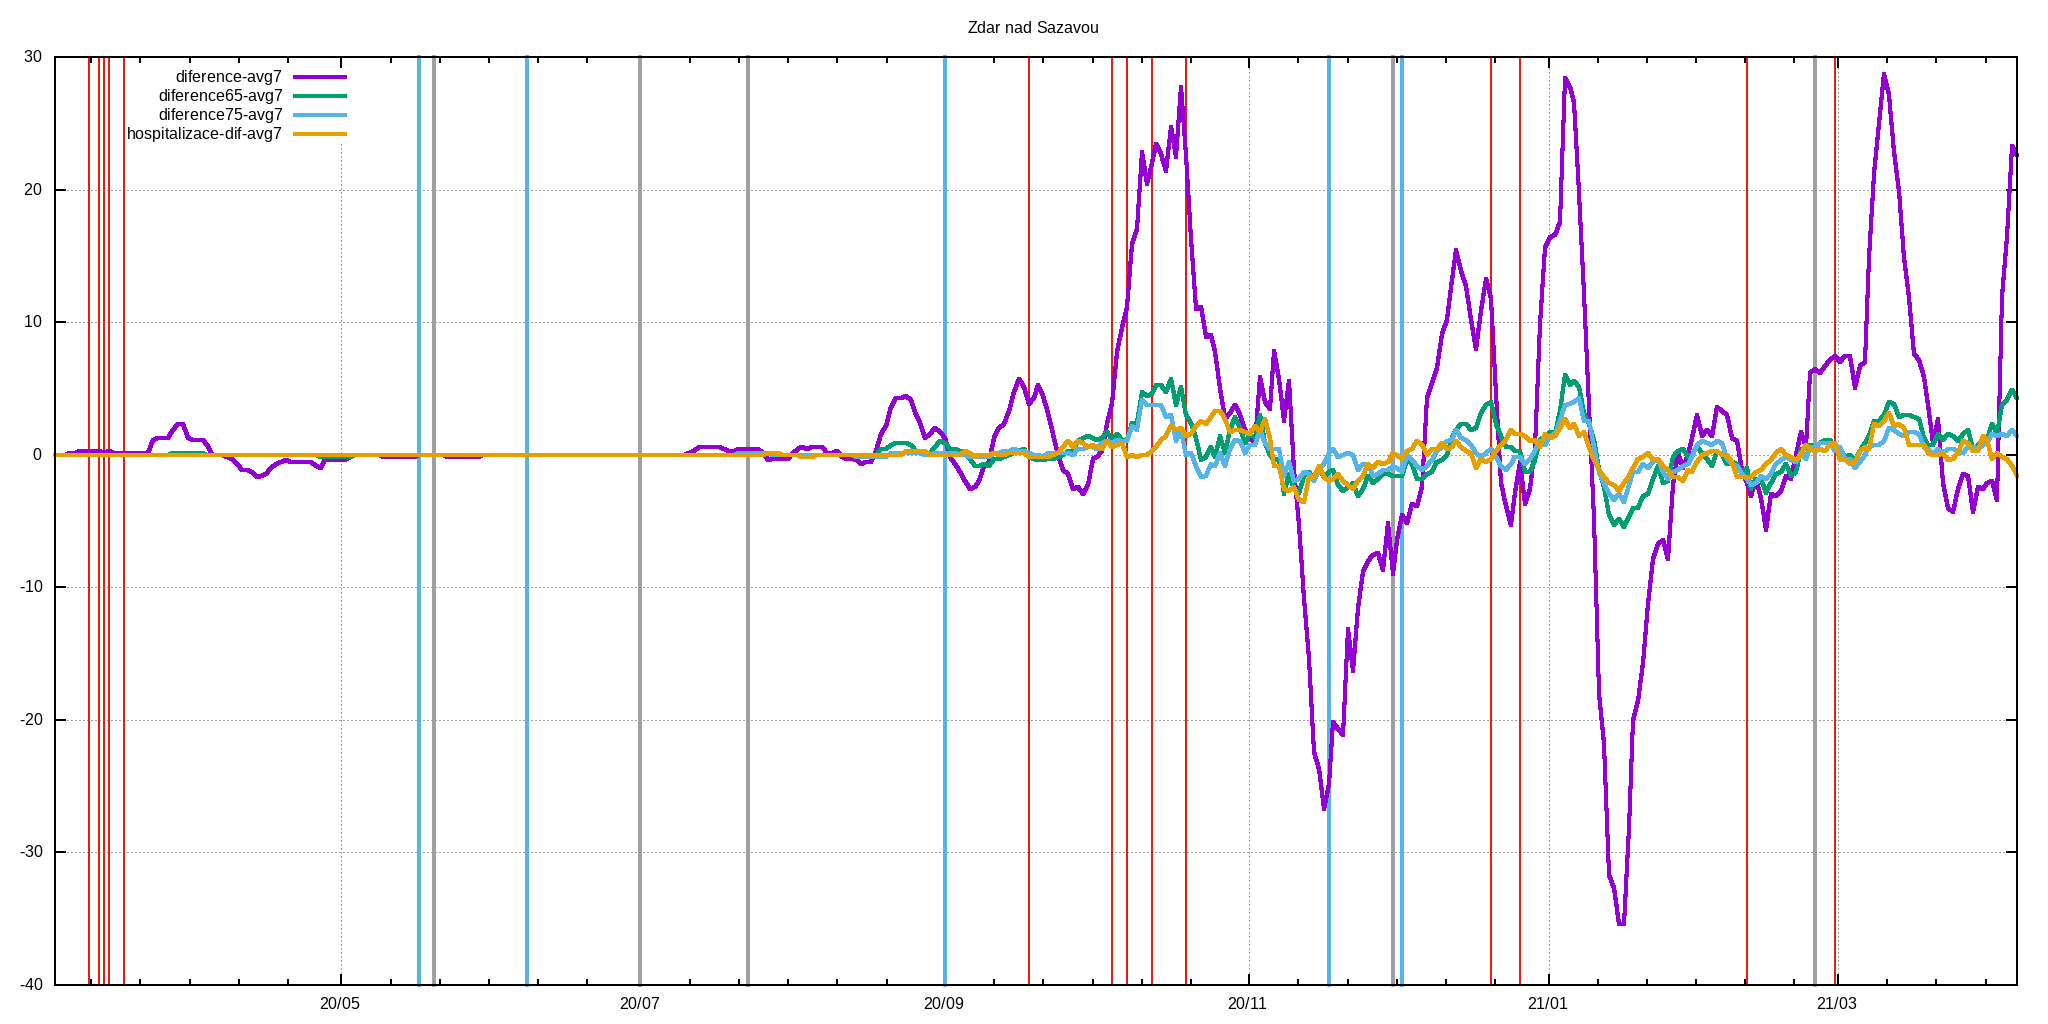 Zdar nad Sazavou
30
20
10
0
-10
-20
-30
-40
diference-avg7
diference65-avg7
diference75-avg7
hospitalizace-dif-avg7
20/05
20/07
20/09
20/11
21/01
21/03